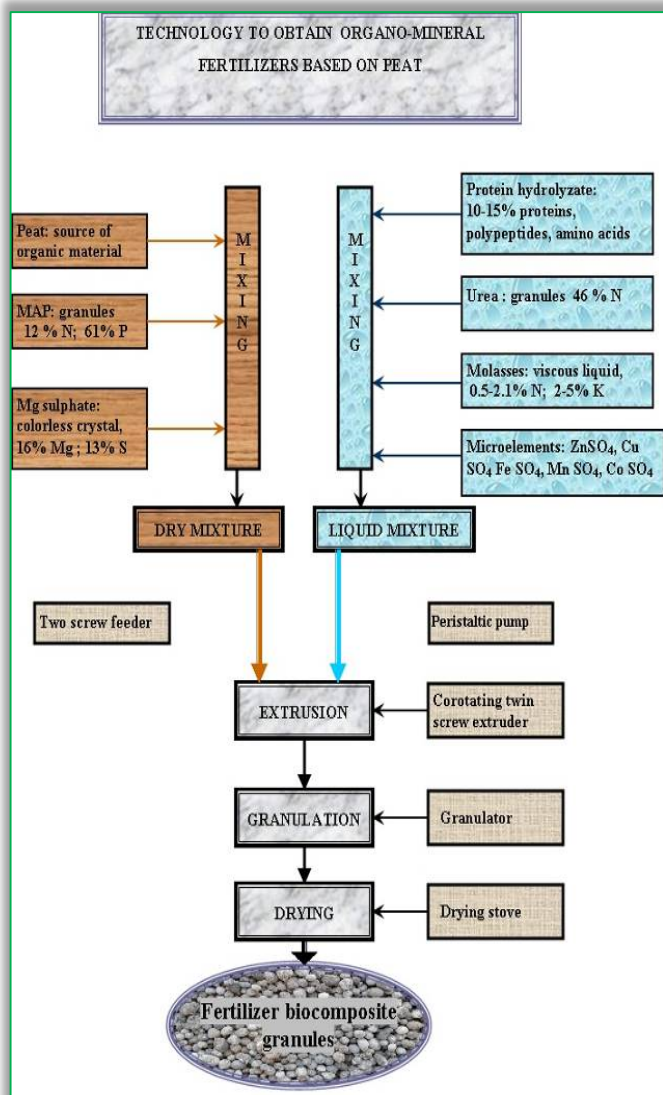 TECHNOLOGY TO OBTAIN ORGANO-MINERAL
FERTILIZERS BASED ON PEAT
Peat: source of
organic material
MAP: granules
12 % N; 61% P
Mg sulphate:
colorless crystal,
16% Mg ; 13% S
MIXING
MIXING
Protein hydrolyzate:
10-15% proteins,
polypeptides, amino acids
Urea : granules 46 % N
Molasses: viscous liquid,
0.5-2.1% N; 2-5% K
Microelements: ZnSO₄, Cu
SO₄ Fe SO₄, Mn SO₄, Co SO₄
DRY MIXTURE
LIQUID MIXTURE
Two screw feeder
Peristaltic pump
EXTRUSION
Corotating twin
screw extruder
GRANULATION
Granulator
DRYING
Drying stove
Fertilizer biocomposite
granules